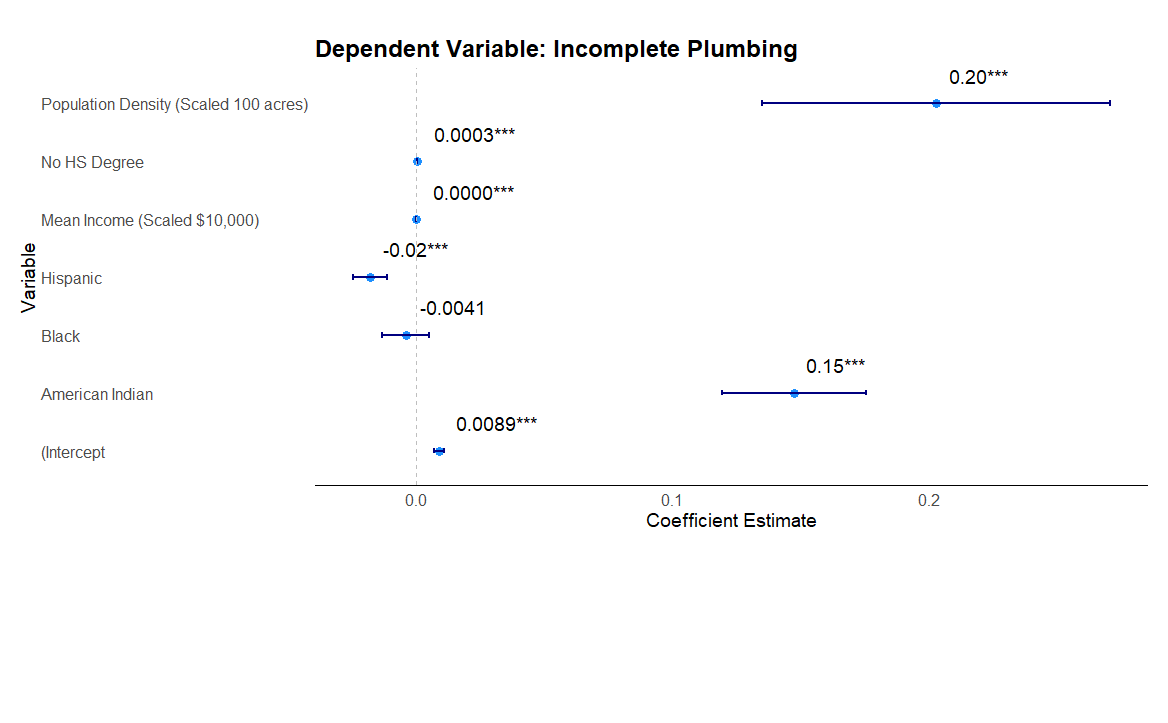 Dependent Variable: Incomplete Plumbing
0.20***
Population Density (Scaled 100 acres)
0.0003***
No HS Degree
0.0000***
Mean Income (Scaled $10,000)
-0.02***
Hispanic
Variable
-0.0041
Black
0.15***
American Indian
0.0089***
(Intercept
0.0 0.1 0.2
Coefficient Estimate